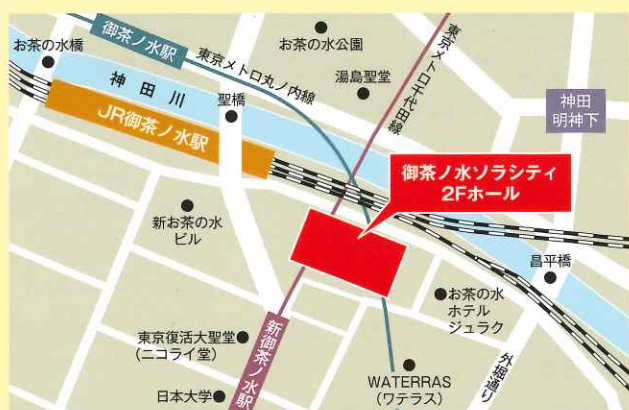 御茶ノ水駅
お茶の水橋
東京メトロ丸ノ内線
お茶の水公園
東京メトロ千代田線
湯島聖堂
神田川
聖橋
神田
明神下
JR御茶ノ水駅
御茶ノ水ソラシティ
2Fホール
新お茶の水
ビル
昌平橋
お茶の水
ホテル
ジュラク
東京復活大聖堂
(ニコライ堂)
新御茶ノ水駅
外堀通り
WATERRAS
(ワテラス)
日本大学